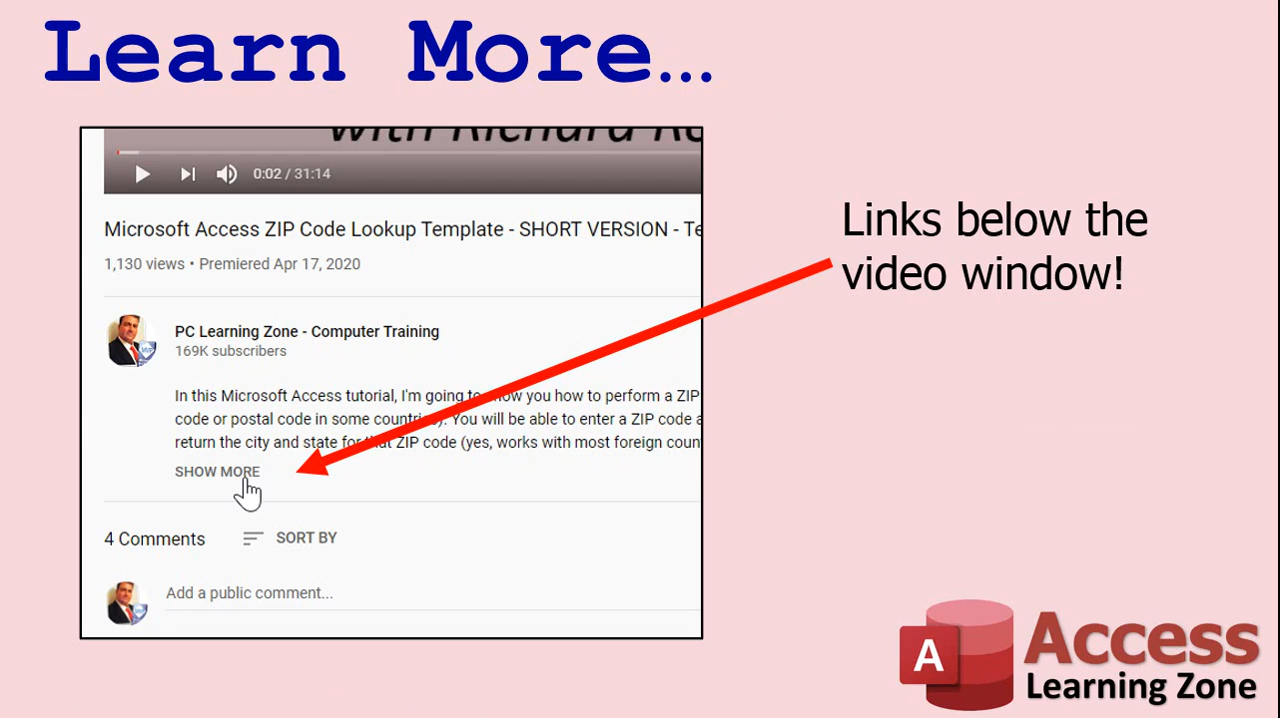 Learn More...
with Richard
0:02 / 31:14
Microsoft Access ZIP Code Lookup Template - SHORT VERSION -
1,130 views • Premiered Apr 17, 2020
PC Learning Zone - Computer Training
169K subscribers
In this Microsoft Access tutorial, I'm going to show you how to perform a ZIP
code or postal code in some countries). You will be able to enter a ZIP code
return the city and state for that ZIP code (yes, works with most foreign
SHOW MORE
4 Comments
SORT BY
Add a public comment...
Links below the
video window!
A
Access
Learning Zone